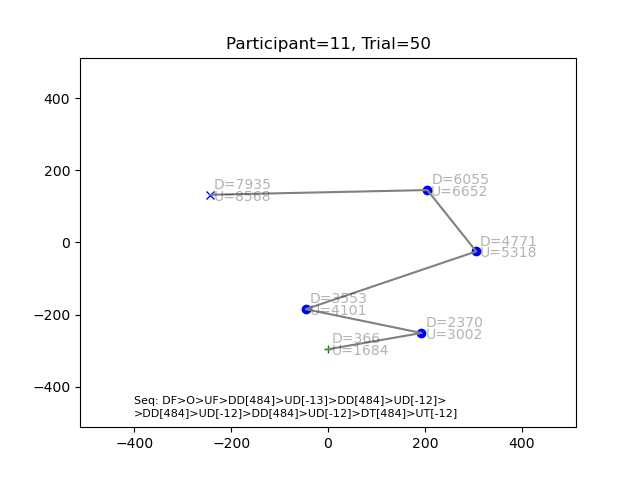 Participant=11, Trial=50
400
200
0
−200
−400
D=7935
U=8568
D=6055
U=6652
D=4771
U=5318
D=3553
U=4101
D=2370
U=3002
D=366
U=1684
Seq: DF>O>UF>DD[484]>UD[-13]>DD[484]>UD[-12]>
>DD[484]>UD[-12]>DD[484]>UD[-12]>DT[484]>UT[-12]
−400 −200 0 200 400